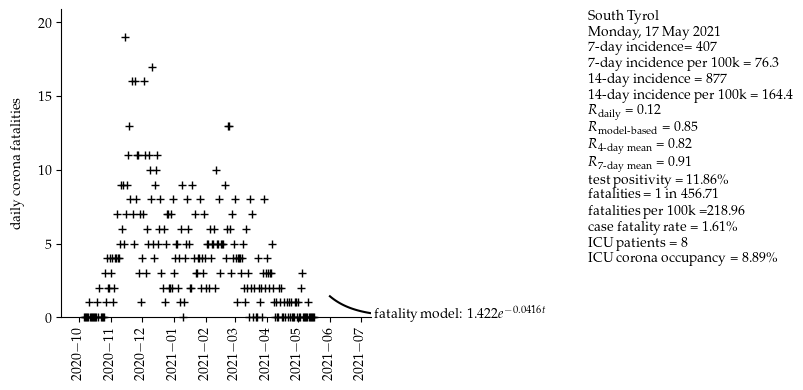 South Tyrol
Monday, 17 May 2021
7-day incidence= 407
7-day incidence per 100k = 76.3
14-day incidence = 877
14-day incidence per 100k = 164.4
R_daily = 0.12
R_model-based = 0.85
R_4-day mean = 0.82
R_7-day mean = 0.91
test positivity = 11.86%
fatalities = 1 in 456.71
fatalities per 100k =218.96
case fatality rate = 1.61%
ICU patients = 8
ICU corona occupancy = 8.89%
daily corona fatalities
20
15
10
5
0
fatality model: 1.422e^{−0.0416t}
2020−10
2020−11
2020−12
2021−01
2021−02
2021−03
2021−04
2021−05
2021−06
2021−07